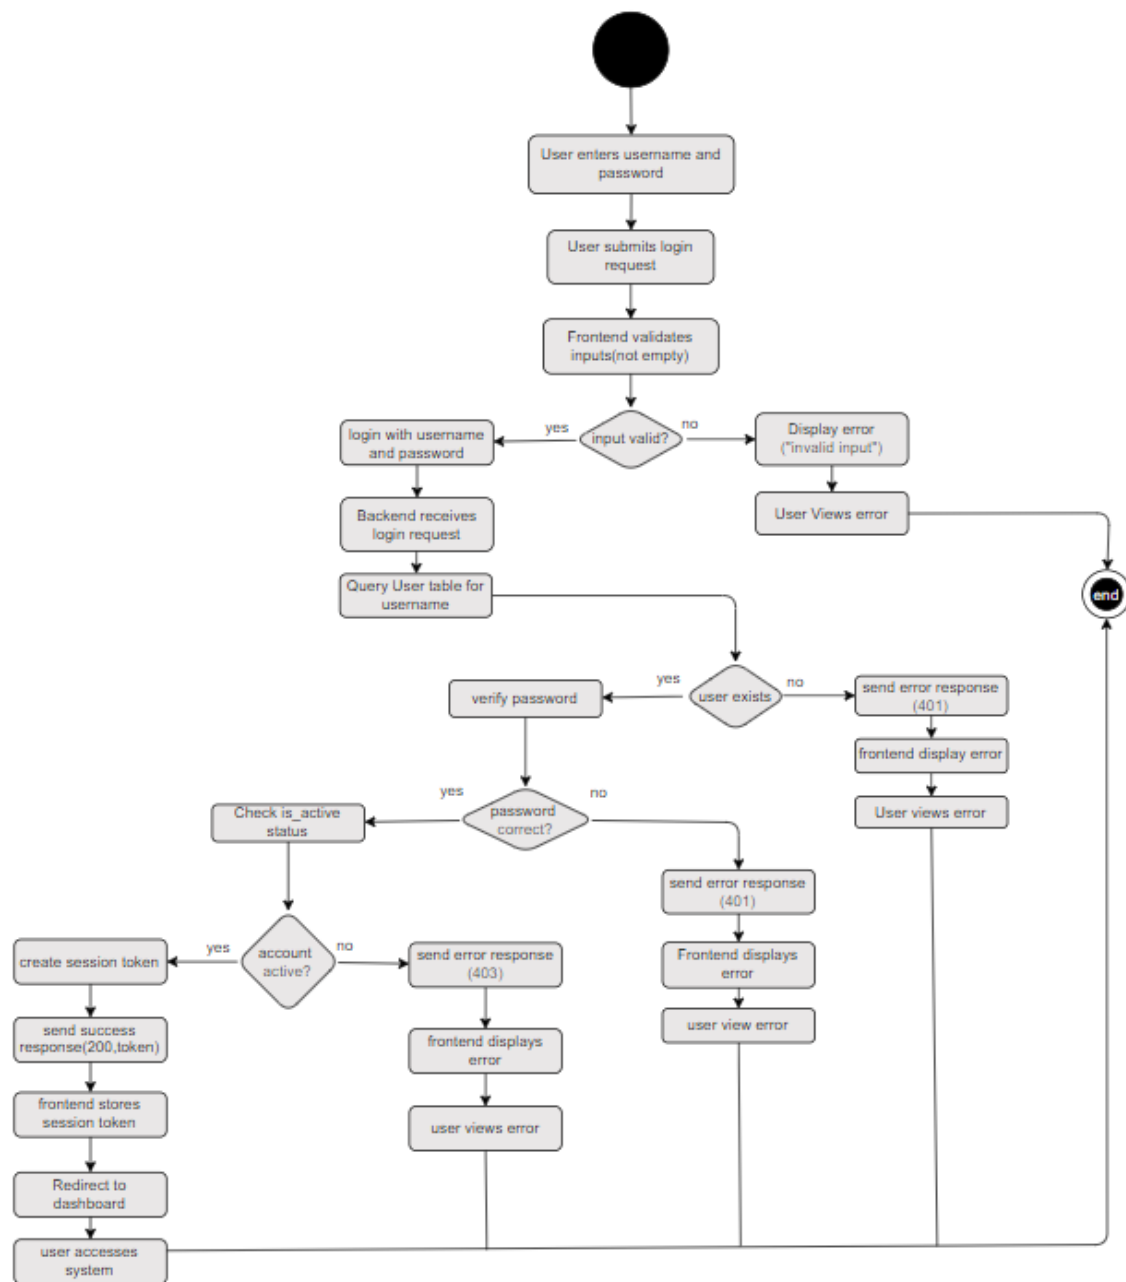 User enters username and
password
User submits login
request
Frontend validates
inputs(not empty)
input valid?
yes
no
login with username
and password
Display error
("invalid input")
Backend receives
login request
User Views error
Query User table for
username
end
user exists
yes
no
verify password
send error response
(401)
frontend display error
User views error
password
correct?
yes
no
Check is_active
status
send error response
(401)
Frontend displays
error
user view error
account
active?
yes
no
create session token
send error response
(403)
send success
response(200,token)
frontend displays
error
frontend stores
session token
user views error
Redirect to
dashboard
user accesses
system